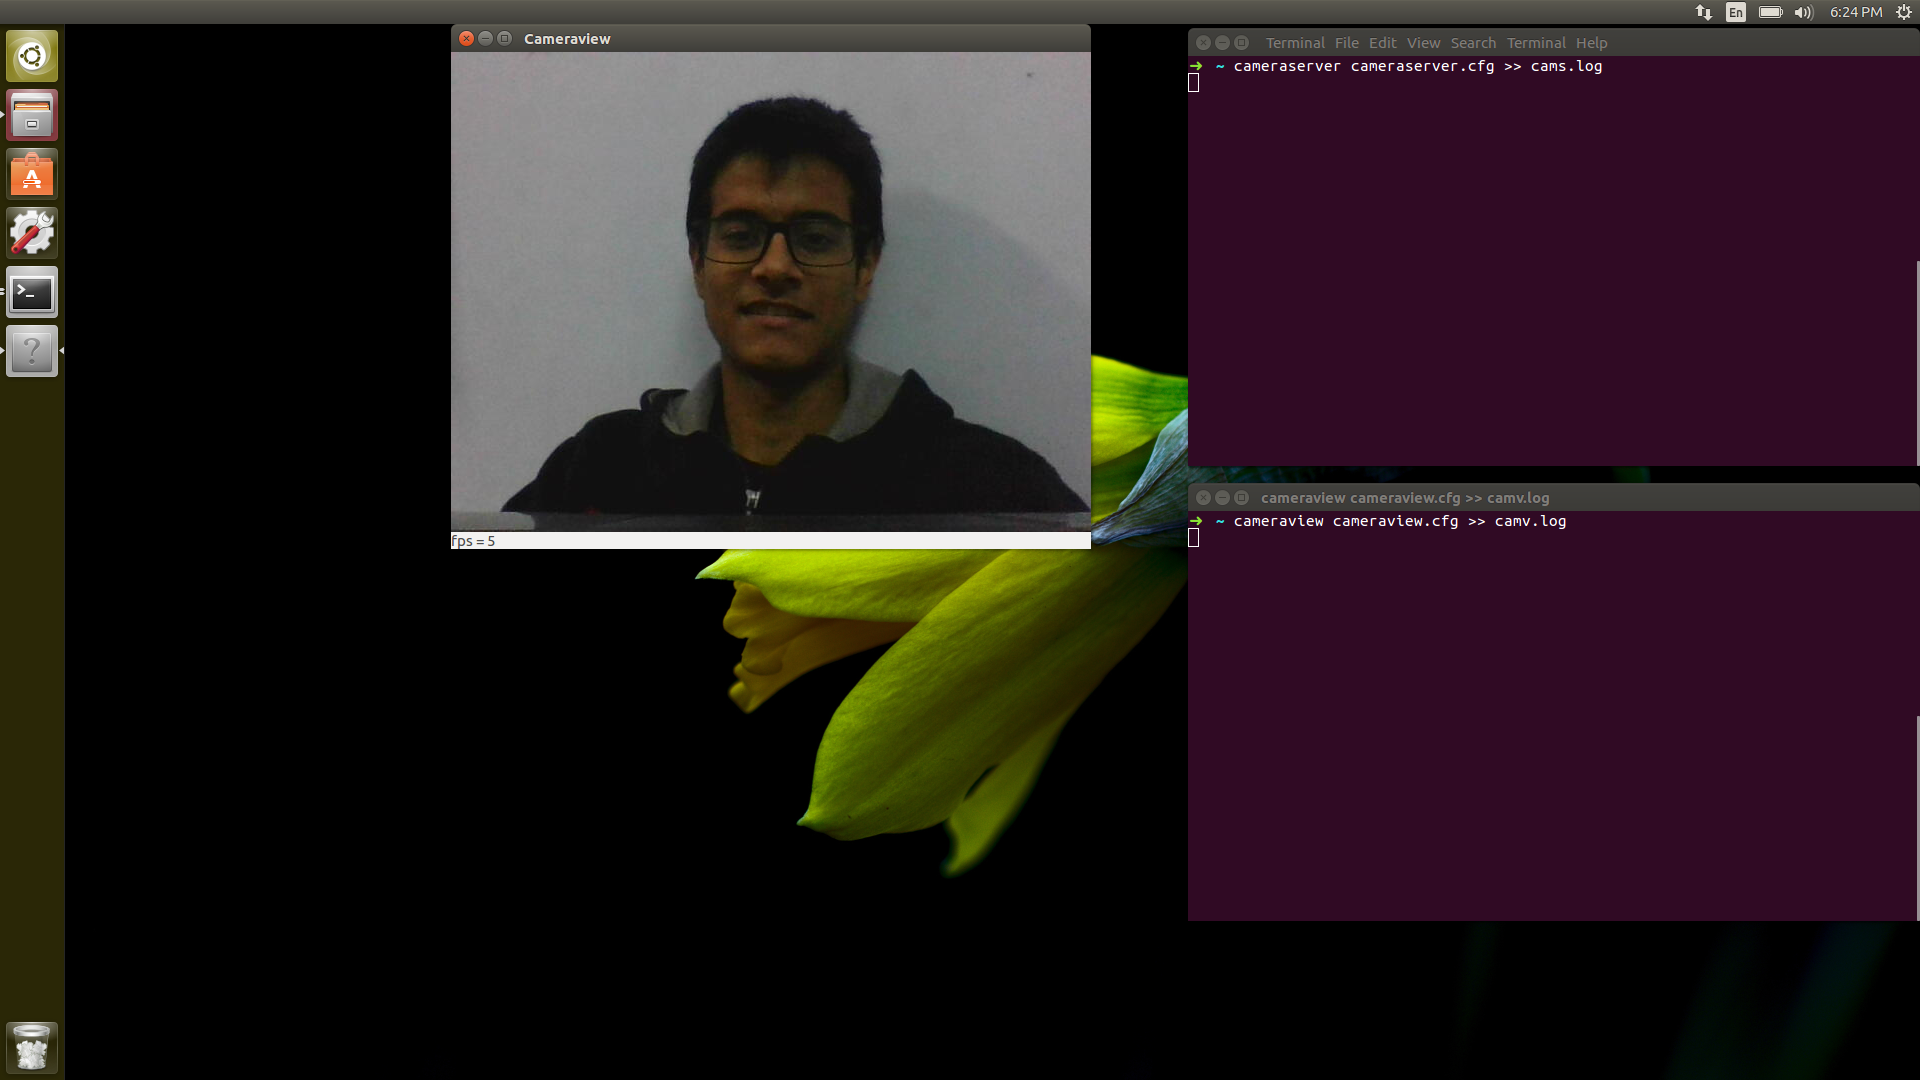 En
6:24 PM
Cameraview
fps = 5
Terminal File Edit View Search Terminal Help
➜ ~ cameraserver cameraserver.cfg >> cams.log
cameraview cameraview.cfg >> camv.log
➜ ~ cameraview cameraview.cfg >> camv.log